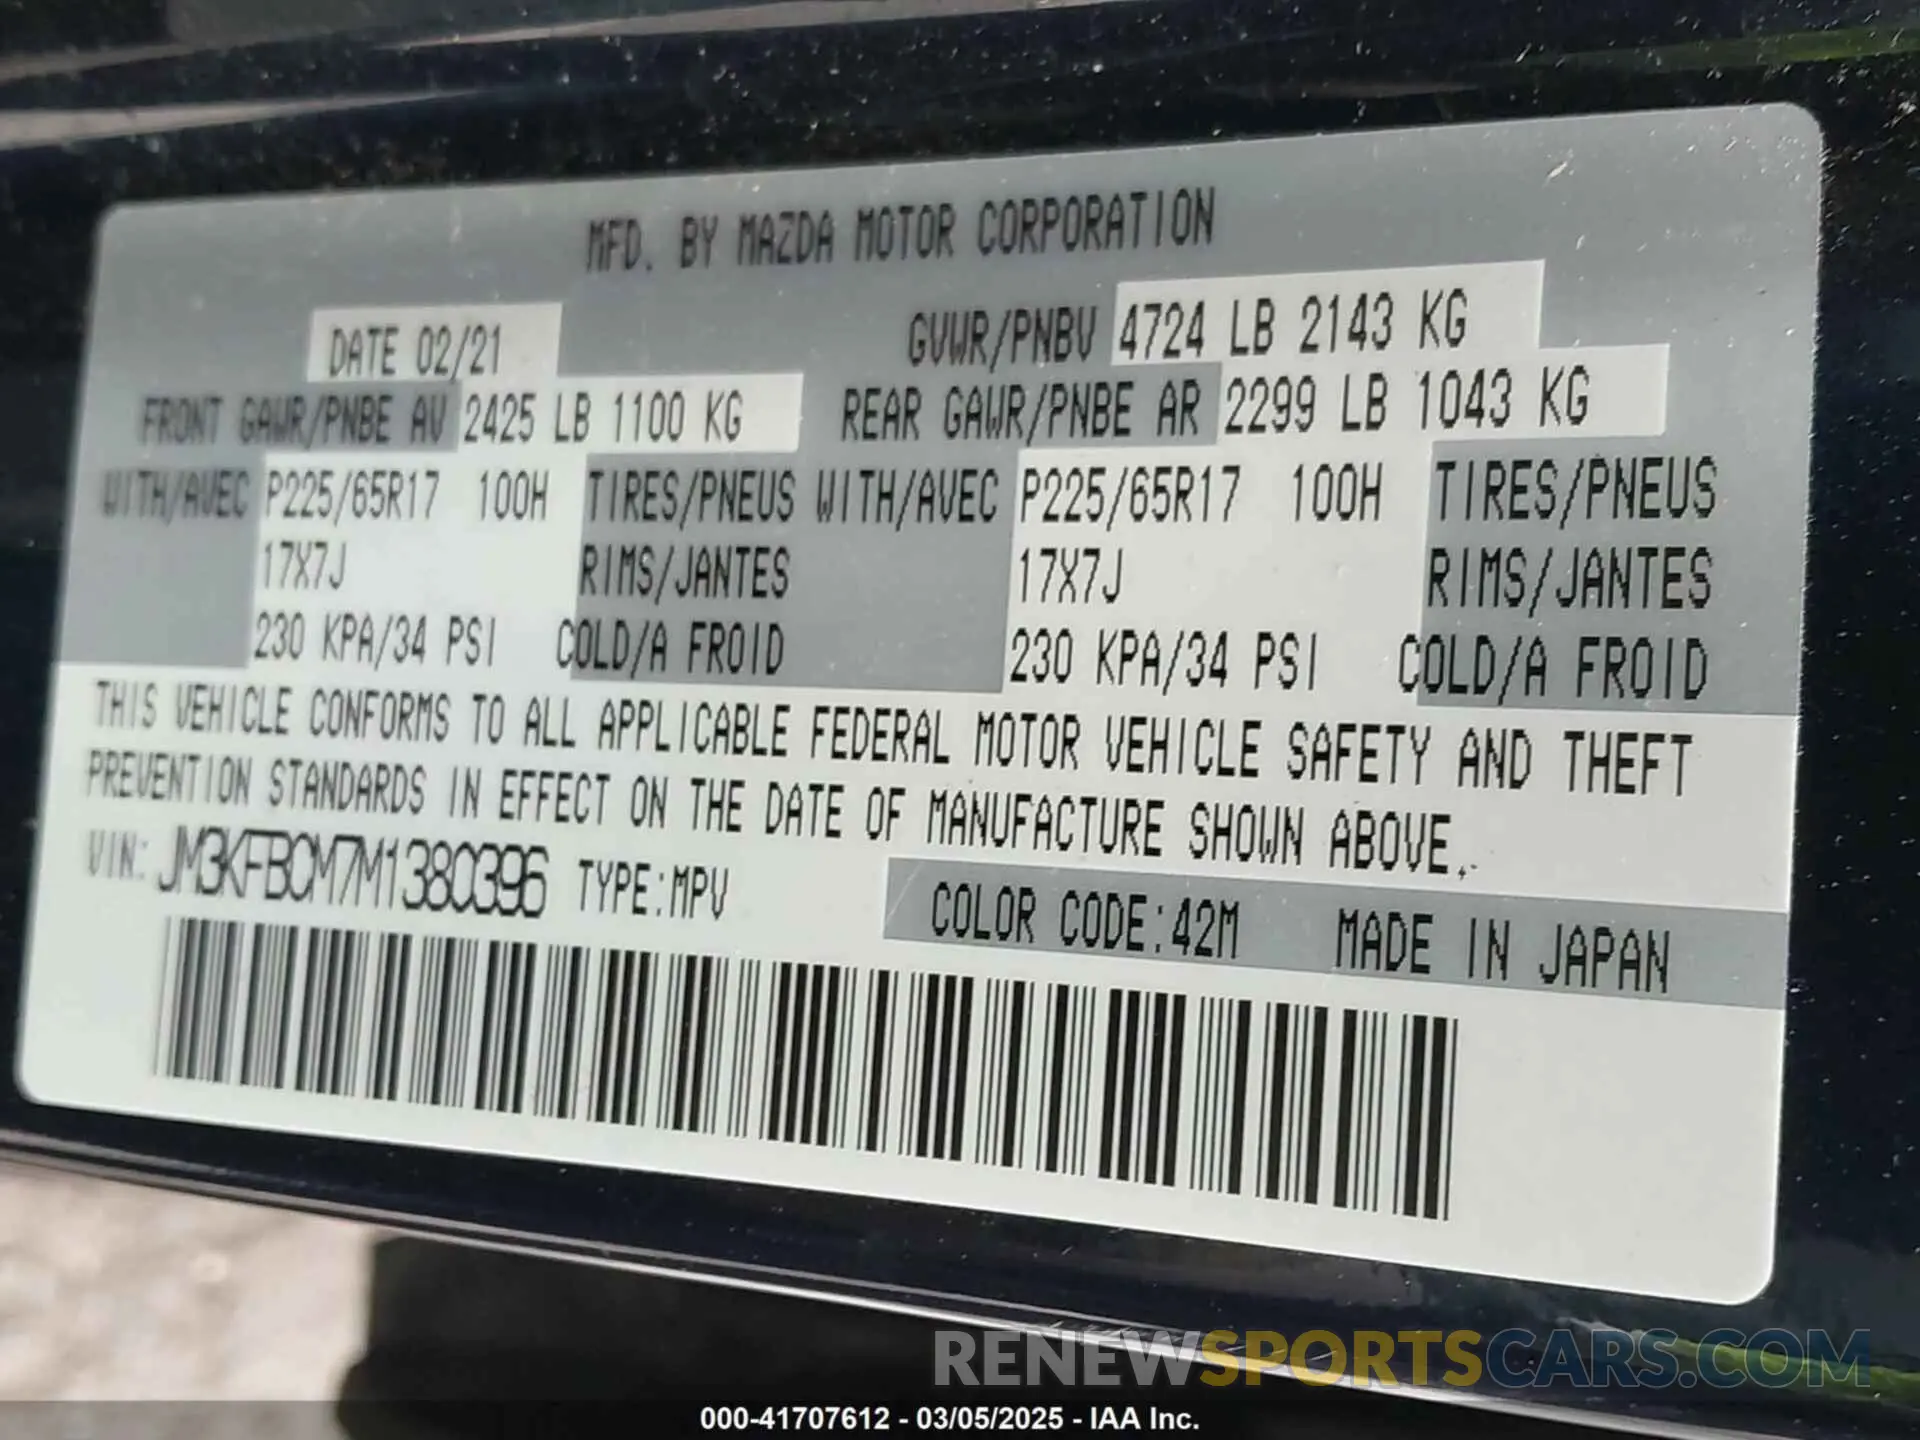 MFD. BY MAZDA MOTOR CORPORATION
DATE 02/21 GVWR/PNBV 4724 LB 2143 KG
FRONT GAWR/PNBE AV 2425 LB 1100 KG REAR GAWR/PNBE AR 2299 LB 1043 KG
WITH/AVEC P225/65R17 100H TIRES/PNEUS WITH/AVEC P225/65R17 100H TIRES/PNEUS
17X7J RIMS/JANTES 17X7J RIMS/JANTES
230 KPA/34 PSI COLD/A FROID 230 KPA/34 PSI COLD/A FROID
THIS VEHICLE CONFORMS TO ALL APPLICABLE FEDERAL MOTOR VEHICLE SAFETY AND THEFT
PREVENTION STANDARDS IN EFFECT ON THE DATE OF MANUFACTURE SHOWN ABOVE.
VIN: JM3KFBCM7M1380396 TYPE:MPV
COLOR CODE:42M MADE IN JAPAN
RENEWSPORTSCARS.COM
000-41707612 - 03/05/2025 - IAA Inc.